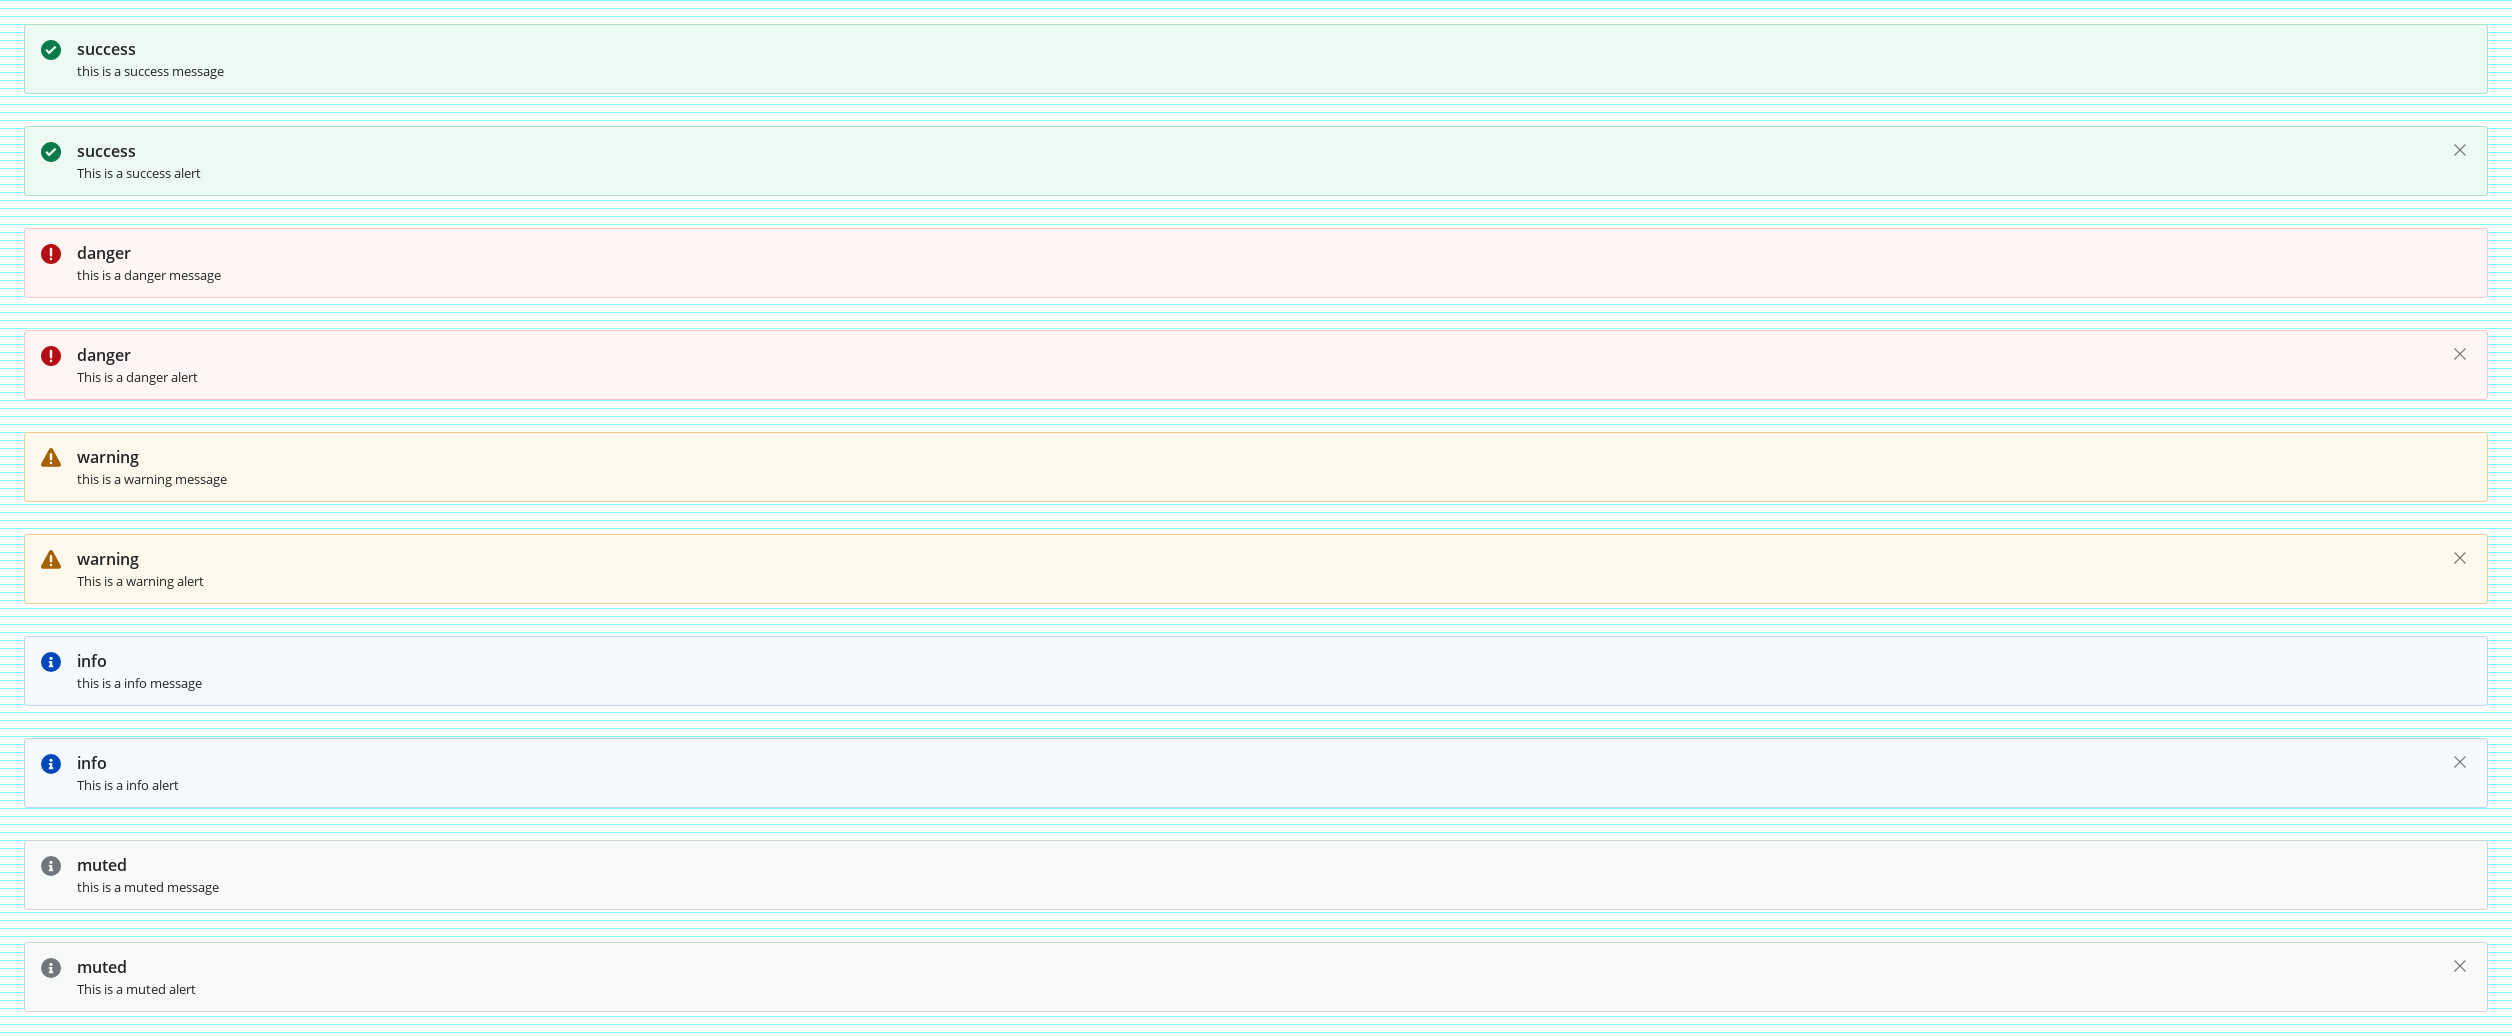 success
this is a success message
success
This is a success alert
danger
this is a danger message
danger
This is a danger alert
warning
this is a warning message
warning
This is a warning alert
info
this is a info message
info
This is a info alert
muted
this is a muted message
muted
This is a muted alert